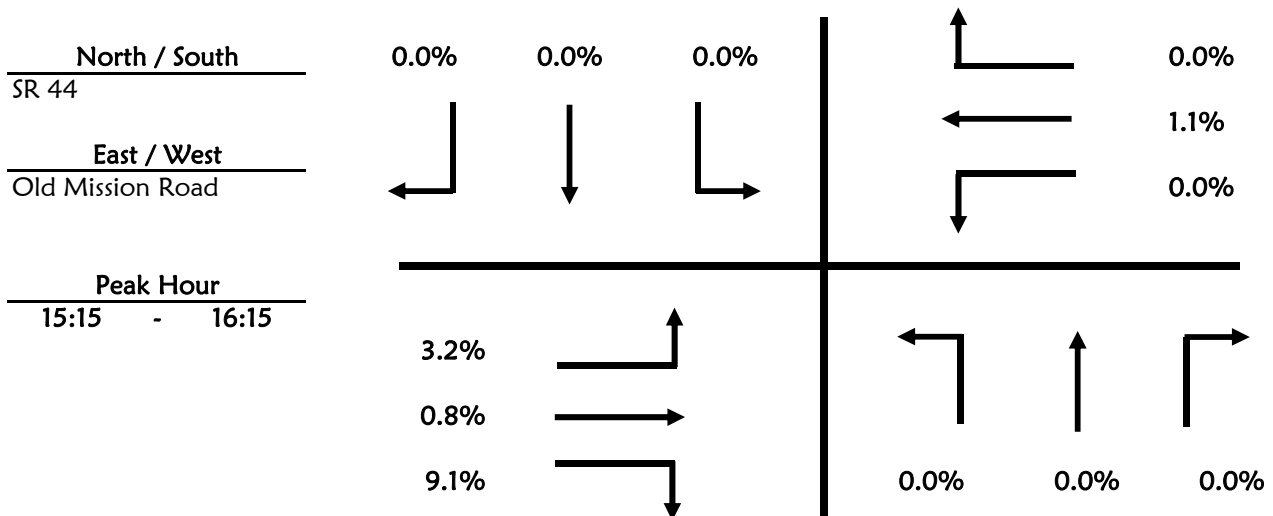 North / South
SR 44
East / West
Old Mission Road
Peak Hour
15:15 - 16:15
0.0% 0.0% 0.0%
0.0%
1.1%
0.0%
3.2%
0.8%
9.1%
0.0% 0.0% 0.0%